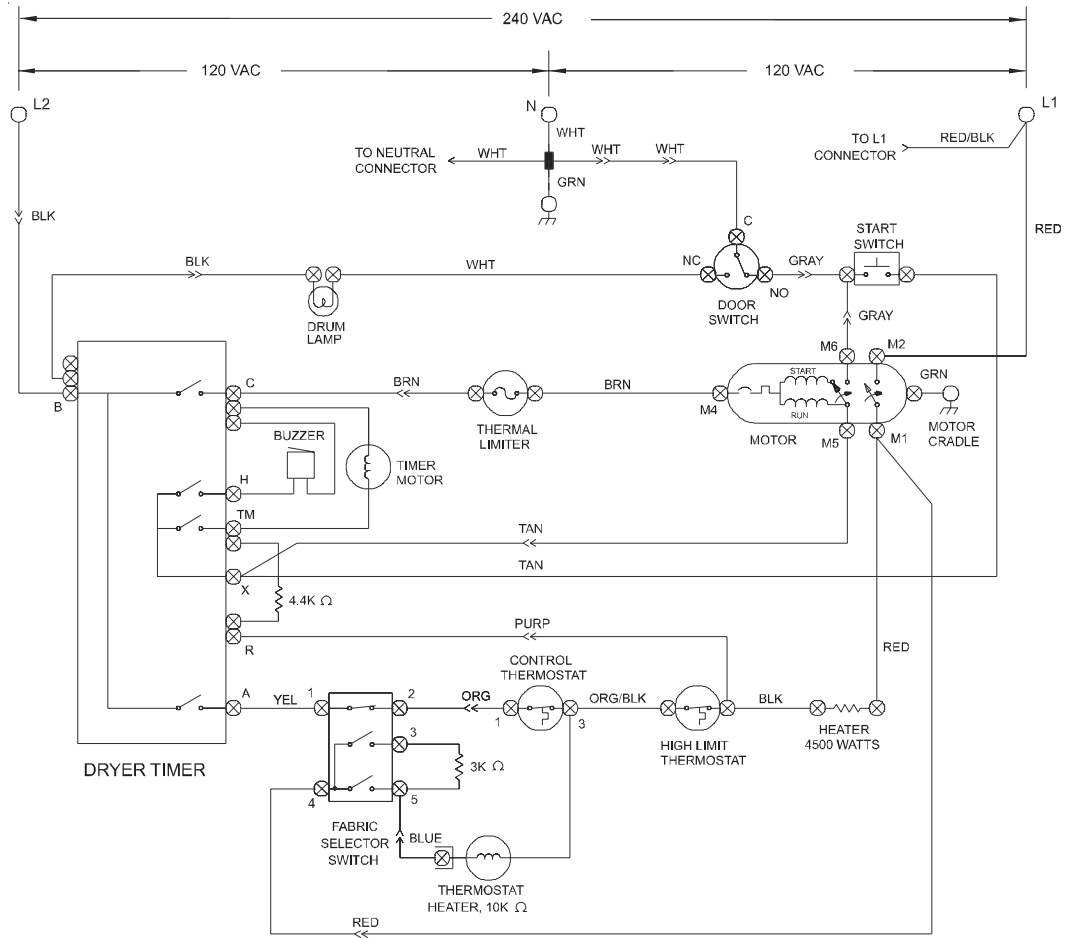 240 VAC
120 VAC
120 VAC
L2
N
L1
WHT
TO NEUTRAL
CONNECTOR
WHT
WHT
WHT
TO L1
CONNECTOR
RED/BLK
GRN
BLK
C
START
SWITCH
RED
BLK
WHT
NC
GRAY
NO
DOOR
SWITCH
DRUM
LAMP
GRAY
M6
M2
B
C
BRN
BRN
START
GRN
M4
RUN
THERMAL
LIMITER
MOTOR
M5
M1
MOTOR
CRADLE
BUZZER
TIMER
MOTOR
H
TM
TAN
TAN
X
4.4K Ω
PURP
R
CONTROL
THERMOSTAT
RED
A
YEL
1
2
ORG
1
3
ORG/BLK
BLK
HIGH LIMIT
THERMOSTAT
HEATER
4500 WATTS
3
3K Ω
DRYER TIMER
4
5
FABRIC
SELECTOR
SWITCH
BLUE
THERMOSTAT
HEATER, 10K Ω
RED